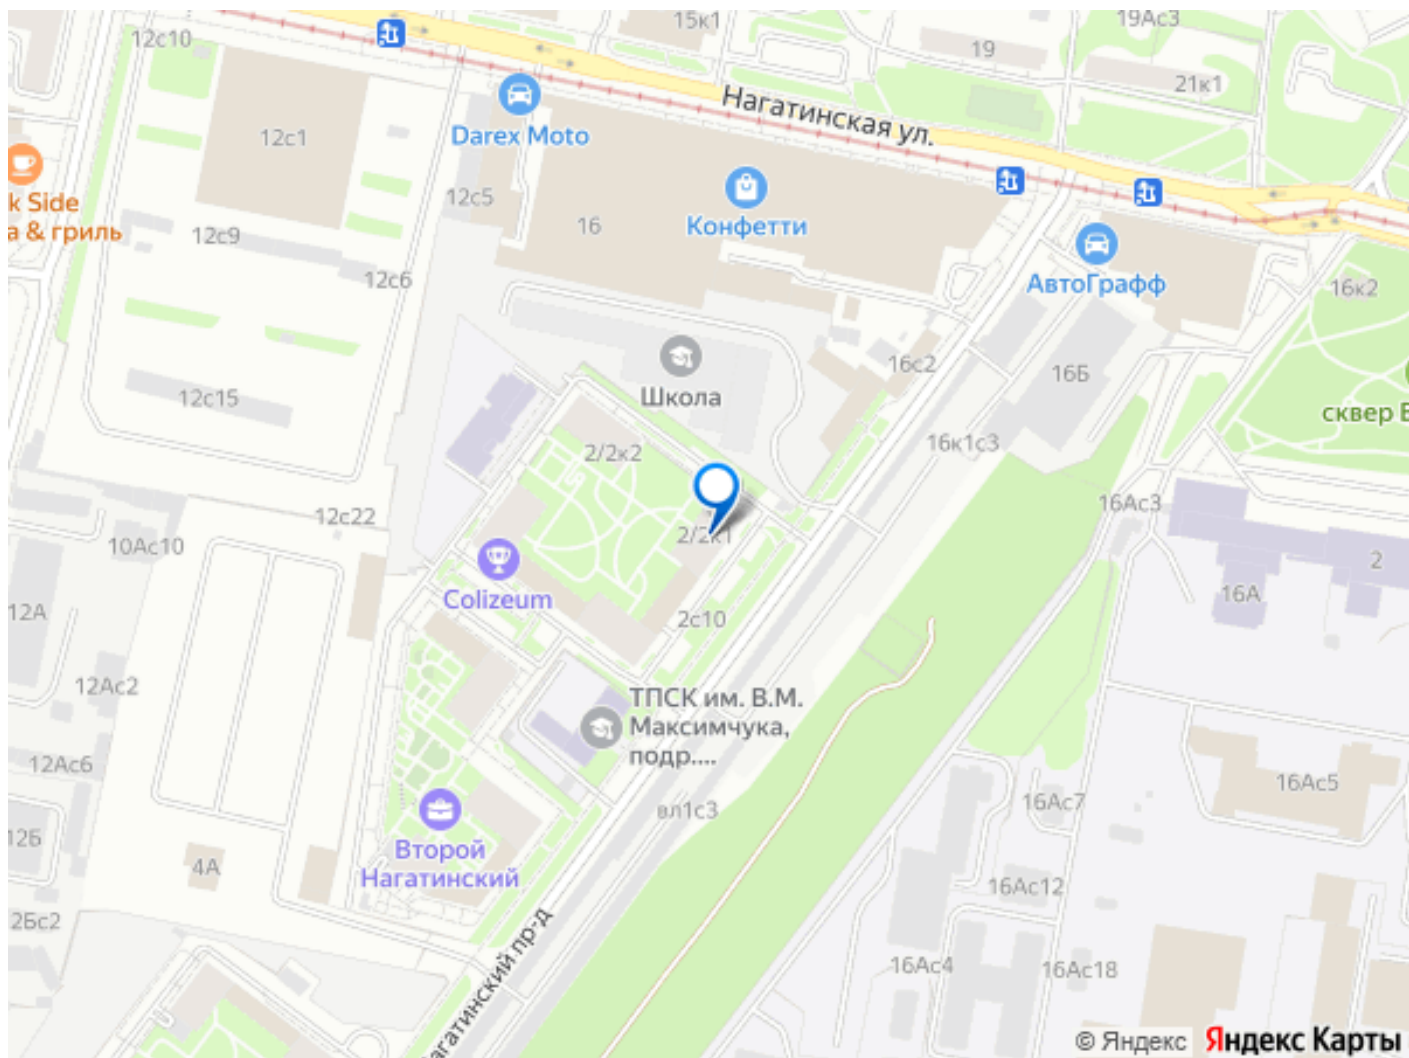 12с10
15к1
19
19Ас3
21к1
Нагатинская ул.
Darex Moto
12с1
k Side
а & гриль
12с5
12с9
12с6
16
Конфетти
АвтоГрафф
16к2
12с15
Школа
16с2
16Б
сквер В
16к1с3
2/2к2
2/2к1
12с22
10Ас10
16Ас3
16А
2
12А
Colizeum
2с10
12Ас2
ТПСК им. В.М.
Максимчука,
подр....
12Ас6
вл1с3
16Ас7
16Ас5
12Б
4А
Второй
Нагатинский
16Ас12
2Бс2
агатинский пр-д
16Ас4
16Ас18
© Яндекс
Яндекс Карты